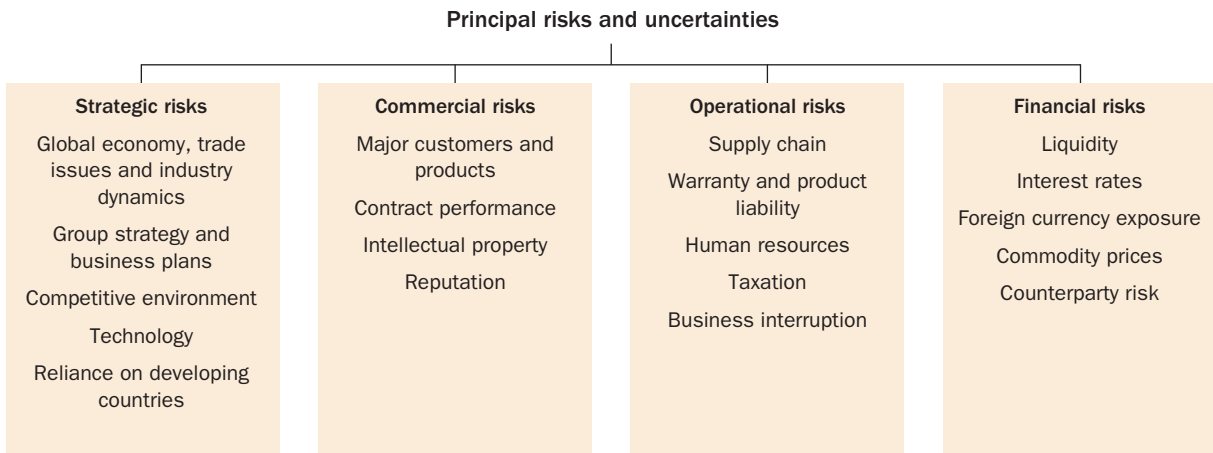 Principal risks and uncertainties
Strategic risks
Global economy, trade
issues and industry
dynamics
Group strategy and
business plans
Competitive environment
Technology
Reliance on developing
countries
Commercial risks
Major customers and
products
Contract performance
Intellectual property
Reputation
Operational risks
Supply chain
Warranty and product
liability
Human resources
Taxation
Business interruption
Financial risks
Liquidity
Interest rates
Foreign currency exposure
Commodity prices
Counterparty risk